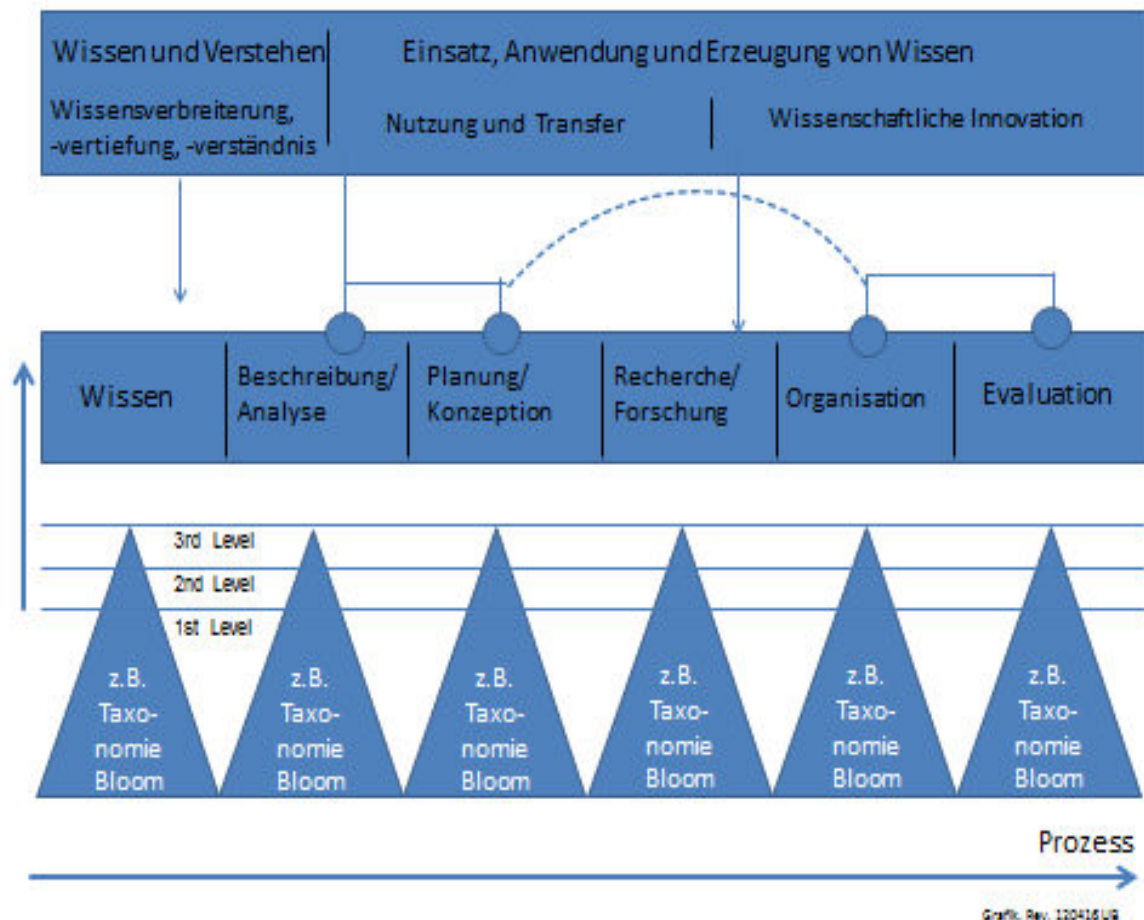 Wissen und Verstehen
Einsatz, Anwendung und Erzeugung von Wissen
Wissensverbreiterung,
-vertiefung, -verständnis
Nutzung und Transfer
Wissenschaftliche Innovation
Wissen
Beschreibung/
Analyse
Planung/
Konzeption
Recherche/
Forschung
Organisation
Evaluation
3rd Level
2nd Level
1st Level
z.B.
Taxo-
nomie
Bloom
z.B.
Taxo-
nomie
Bloom
z.B.
Taxo-
nomie
Bloom
z.B.
Taxo-
nomie
Bloom
z.B.
Taxo-
nomie
Bloom
z.B.
Taxo-
nomie
Bloom
Prozess
Grafik. Rev.